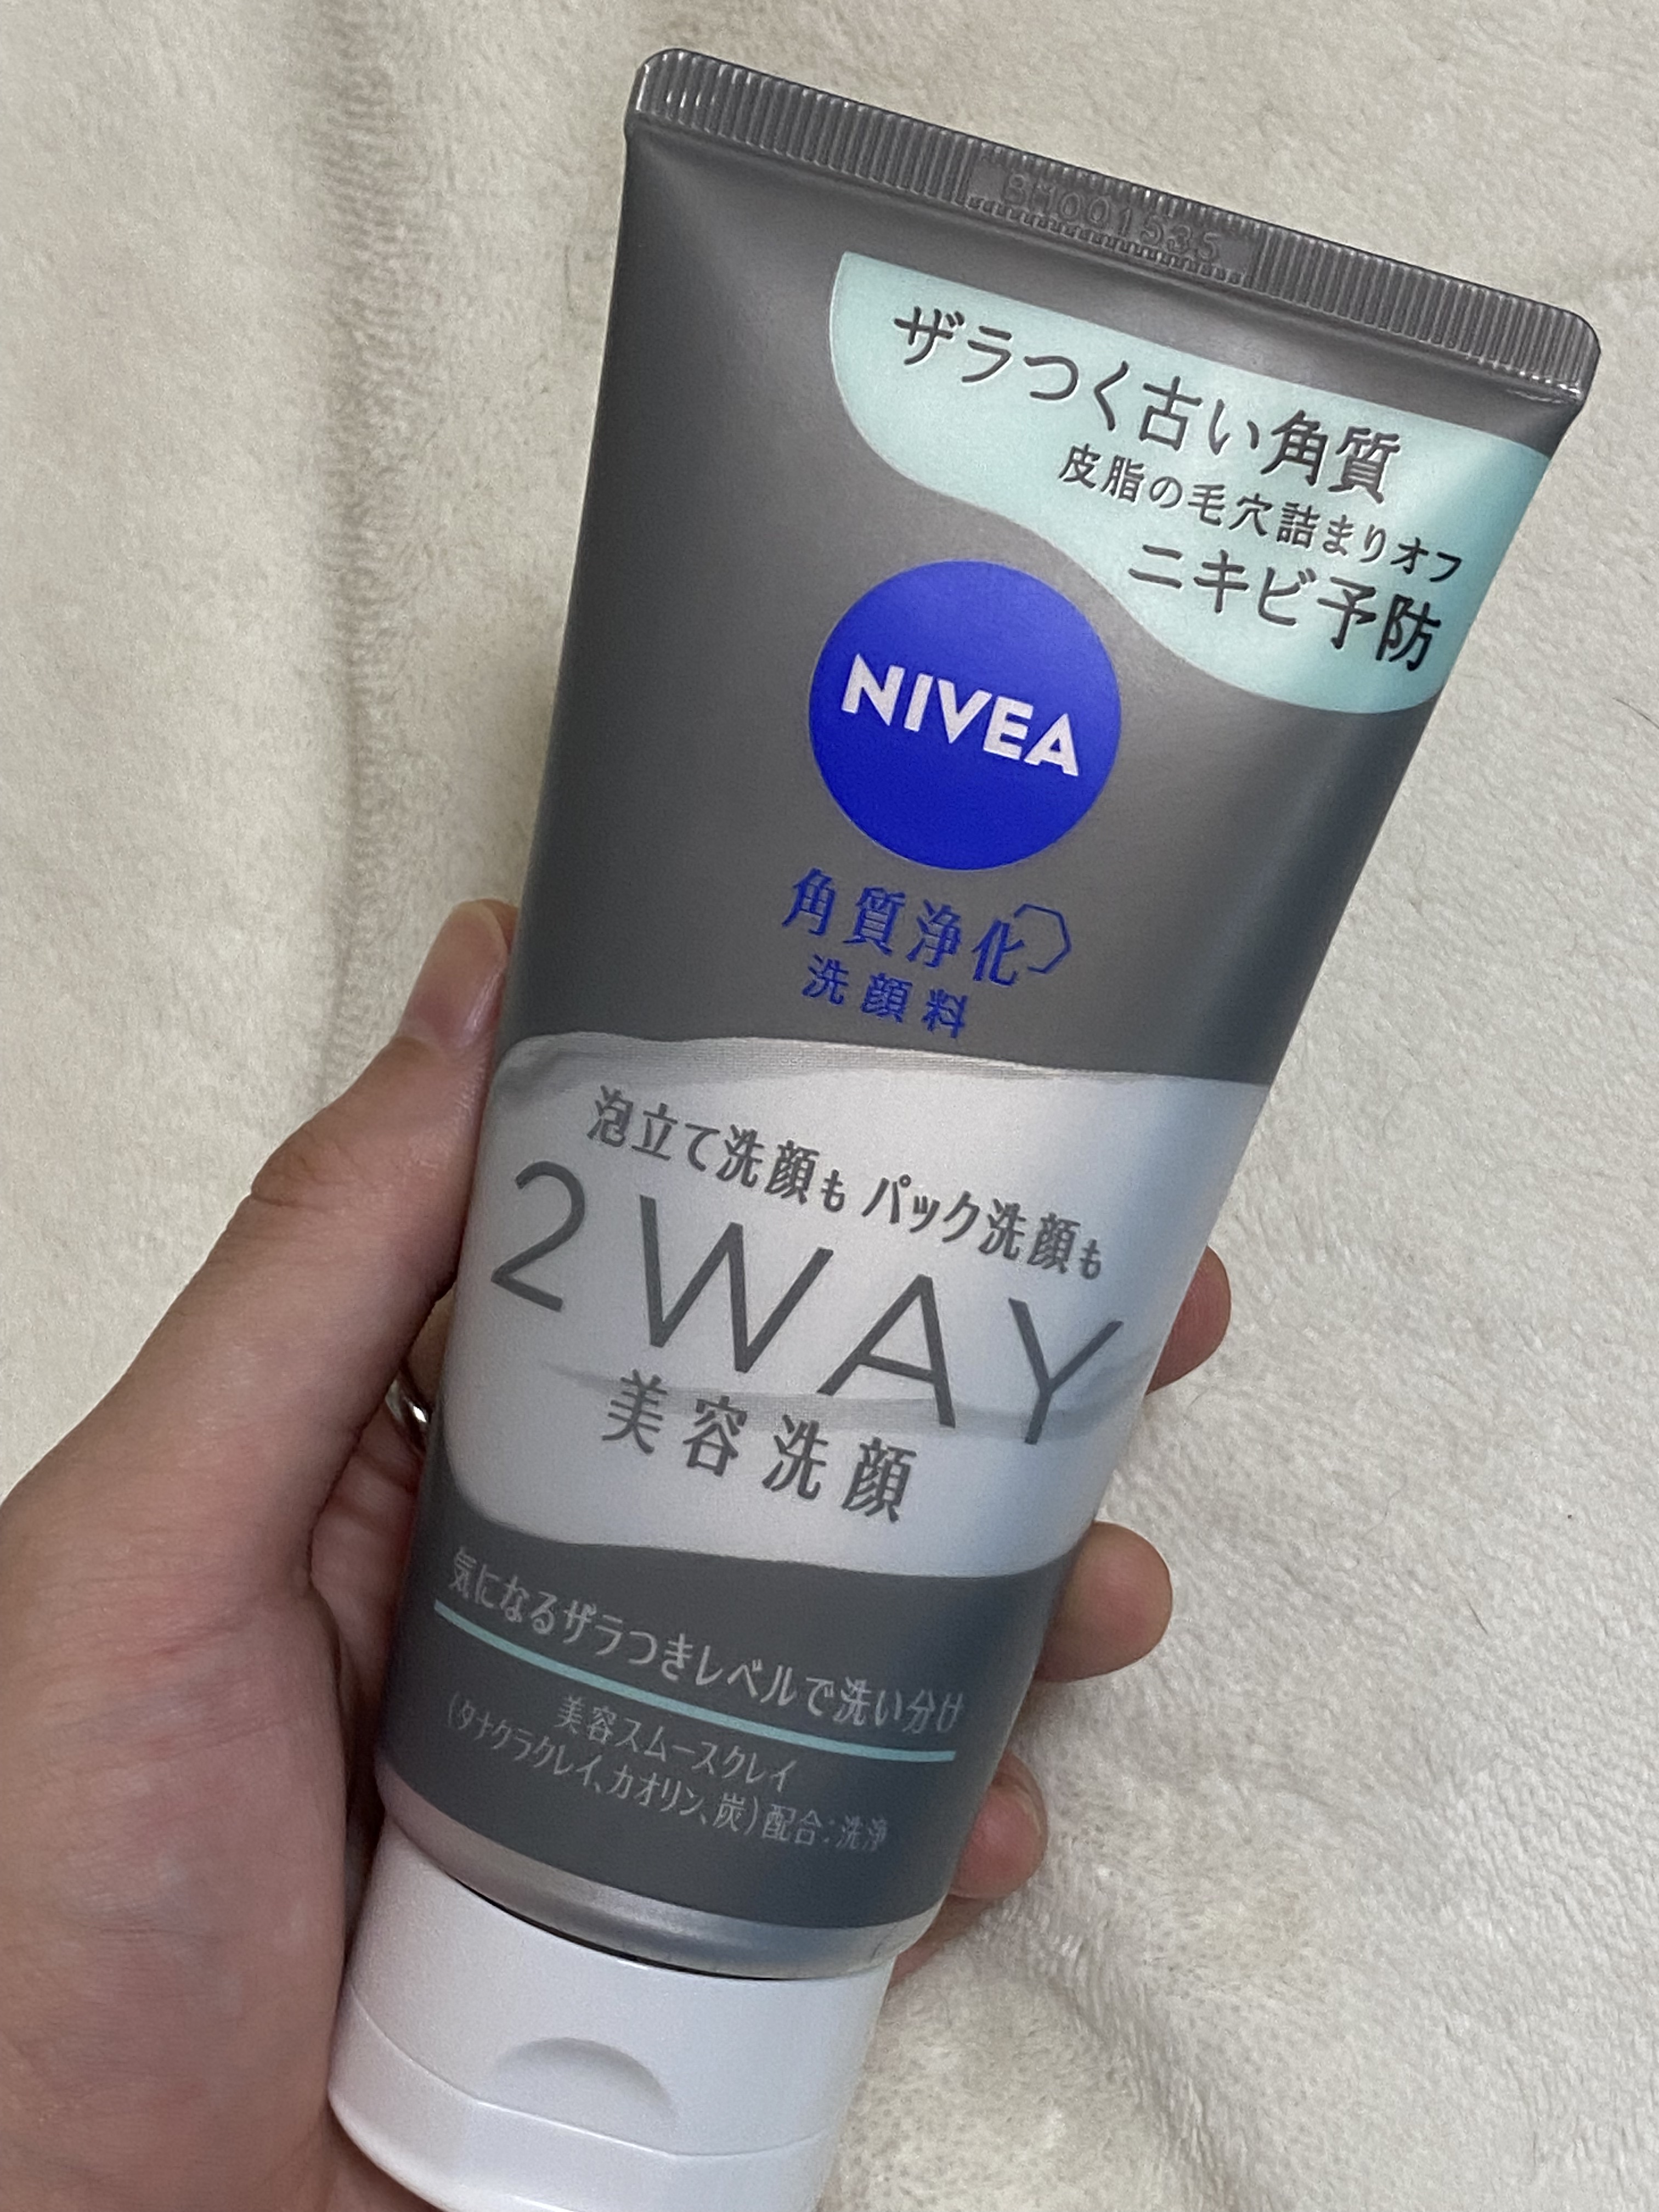 BM001535
ザラつく古い角質
皮脂の毛穴詰まりオフ
ニキビ予防
NIVEA
角質浄化
洗顔料
泡立て洗顔も パック洗顔も
2WAY
美容洗顔
気になるザラつきレベルで洗い分け
美容スムースクレイ
(タナクラクレイ、カオリン、炭)配合:洗浄